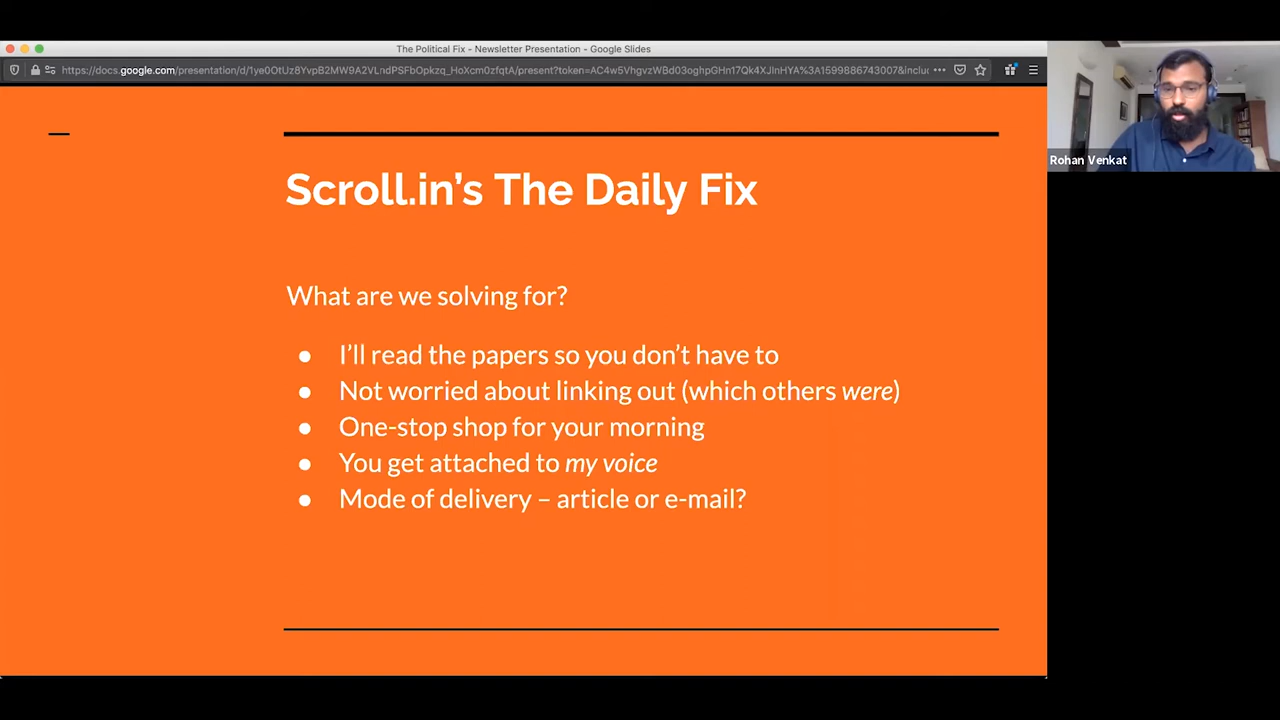 The Political Fix - Newsletter Presentation - Google Slides
Rohan Venkat
Scroll.in’s The Daily Fix
What are we solving for?
● I’ll read the papers so you don’t have to
● Not worried about linking out (which others were)
● One-stop shop for your morning
● You get attached to my voice
● Mode of delivery – article or e-mail?